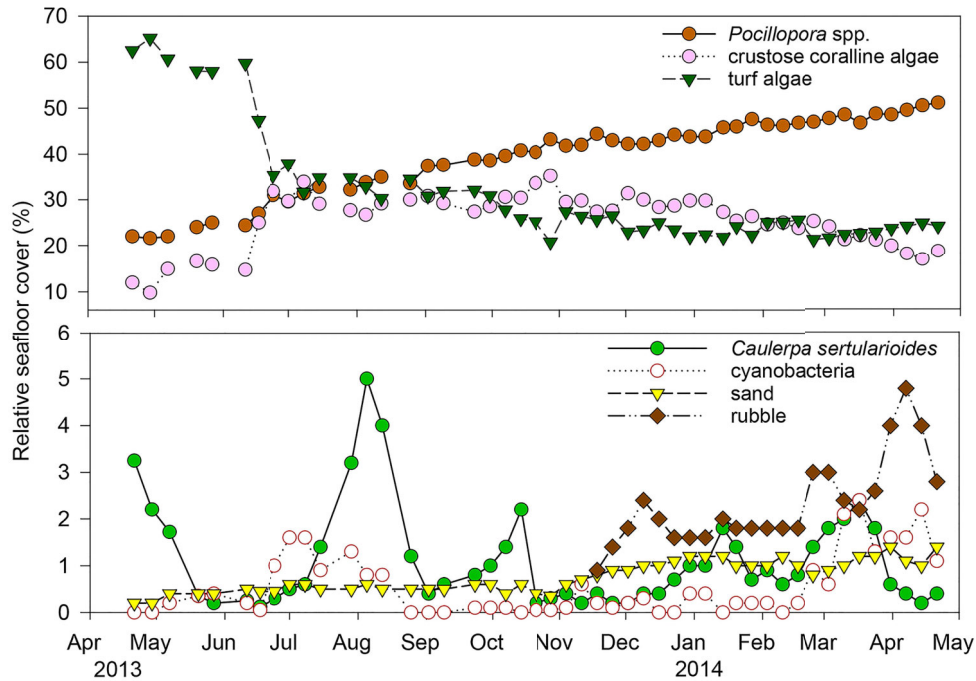 70
60
50
40
30
20
10
Pocillopora spp.
crustose coralline algae
turf algae
Relative seafloor cover (%)
6
5
4
3
2
1
0
Caulerpa sertularioides
cyanobacteria
sand
rubble
Apr May Jun Jul Aug Sep Oct Nov Dec Jan Feb Mar Apr May
2013 2014